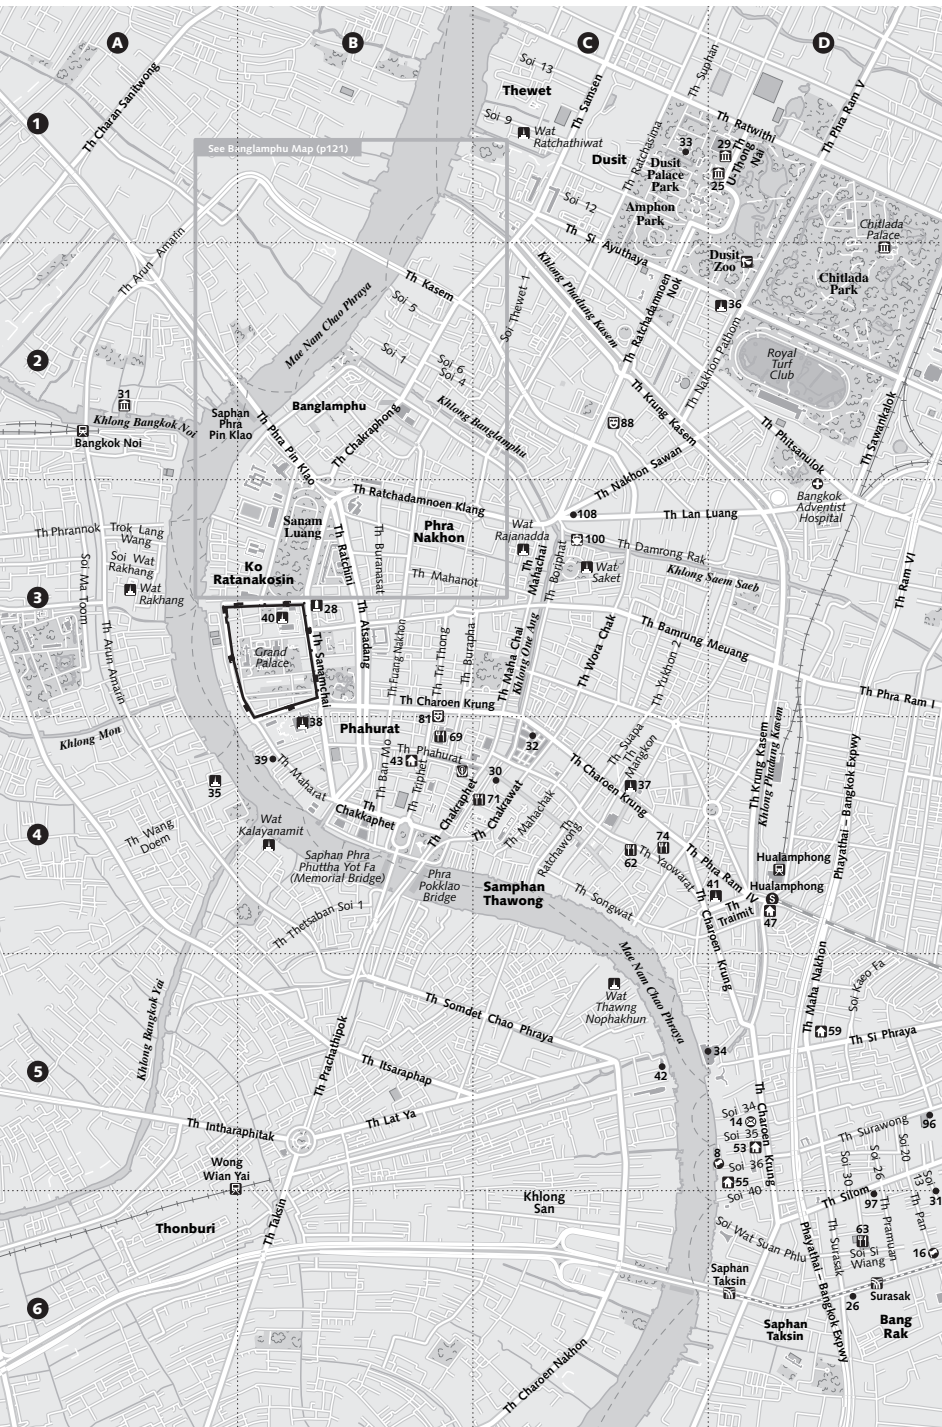 A
B
C
D
1
2
3
4
5
6
Th Charan Sanitwong
Soi 13
Thewet
Th Samsen
Th Suphan
Th Phra Ram V
Soi 9
Wat
Ratchathiwat
Th Ratwithi
See Banglamphu Map (p121)
Dusit
Th Ratchasima
33
29
Th
U-Thong
Nai
Dusit
Palace
Park
25
Soi 12
Amphon
Park
Th Si Ayuthaya
Chitlada
Palace
Th Arun Amarin
Khlong Phadung Kasem
Dusit
Zoo
Chitlada
Park
Th Kasem
Soi 5
Soi Thewet 1
Th Ratchadamnoen
Nok
36
Mae Nam Chao Phraya
Th Nakhon Pathom
Soi 1
Soi 6
Soi 4
Royal
Turf
Club
31
Khlong Bangkok Noi
Bangkok Noi
Saphan
Phra
Pin Klao
Banglamphu
Th Phra Pin Klao
Th Chakraphong
Khlong Banglamphu
Th Krung Kasem
88
Th Nakhon Sawan
Th Phitsanulok
Th Sawankalok
Bangkok
Adventist
Hospital
Th Ratchadamnoen Klang
108
Th Lan Luang
Th Phrannok
Trok Lang
Wang
Soi Wat
Rakhang
Wat
Rakhang
Soi Ma Toom
Sanam
Luang
Th Ratchini
Th Buranasat
Phra
Nakhon
Wat
Rajanadda
100
Th Damrong Rak
Ko
Ratanakosin
Th Mahanot
Th
Mahachai
Th Boriphat
Wat
Saket
Khlong Saem Saeb
Th Ram VI
40
28
Th Atsadang
Th Arun Amarin
Grand
Palace
Th Sanamchai
Th Fuang Nakhon
Th Tri Thong
Th Burapha
Th Maha Chai
Khlong Ong Ang
Th Wora Chak
Th Bamrung Meuang
Th Yukhon 2
Th Phra Ram I
Th Charoen Krung
Khlong Mon
38
Phahurat
81
69
32
Th Suapa
Th
Mangkon
Th Krung Kasem
Khlong Phadung Kasem
Phayathai – Bangkok Expwy
39
Th Maharat
43
Th Phahurat
Th Ban Mo
Th Triphet
30
71
Th Charoen Krung
37
35
Th
Chakkaphet
Th Chakraphet
Th Chakrawat
Th Mahachak
Th
Ratchawong
Th Wang
Doem
Wat
Kalayanamit
74
62
Th Yaowarat
Th Phra Ram IV
Hualamphong
Hualamphong
S
Saphan Phra
Phuttha Yot Fa
(Memorial Bridge)
Phra
Pokklao
Bridge
Samphan
Thawong
41
Th
Traimit
47
Th Songwat
Th Charoen Krung
Th Thetsaban Soi 1
Mae Nam Chao Phraya
Khlong Bangkok Yai
Th Somdet Chao Phraya
Wat
Thawng
Nophakhun
Th Maha Nakhon
Soi Kaeo Fa
59
Th Si Phraya
Th Prachathipok
Th Itsaraphap
34
42
Th Intharaphitak
Th Lat Ya
Th Charoen Krung
Soi 34
14
Soi 35
53
8
Soi 36
55
Soi 40
Th Surawong
96
Soi 20
Soi 26
Soi 30
Wong
Wian Yai
Khlong
San
Th Silom
97
Soi
13
31
Th Pan
Thonburi
Th Taksin
Soi Wat Suan Phlu
63
Soi Si
Wiang
Th Surasak
Th Pramuan
16
Phayathai – Bangkok Expwy
Saphan
Taksin
Surasak
26
Saphan
Taksin
Bang
Rak
Th Charoen Nakhon